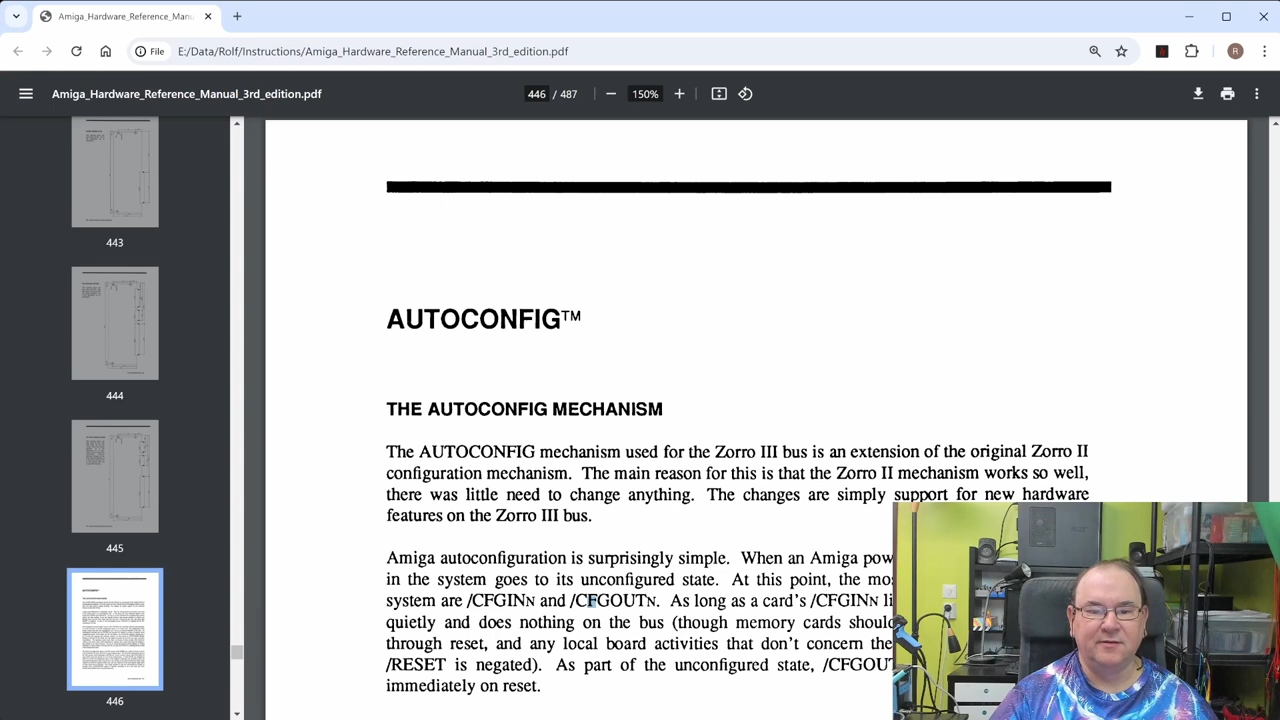 Amiga_Hardware_Reference_Manu
File
E:/Data/Rolf/Instructions/Amiga_Hardware_Reference_Manual_3rd_edition.pdf
R
Amiga_Hardware_Reference_Manual_3rd_edition.pdf
446 / 487
150%
443
444
445
446
AUTOCONFIG™
THE AUTOCONFIG MECHANISM
The AUTOCONFIG mechanism used for the Zorro III bus is an extension of the original Zorro II
configuration mechanism. The main reason for this is that the Zorro II mechanism works so well,
there was little need to change anything. The changes are simply support for new hardware
features on the Zorro III bus.
Amiga autoconfiguration is surprisingly simple. When an Amiga pow
in the system goes to its unconfigured state. At this point, the mo
system are /CFGINN and /CFGOUTN. As long as a card's /CFGINN i
quietly and does nothing on the bus (though memory cards shoul
through reset, and any local board activities that don't concern the
/RESET is negated). As part of the unconfigured state, /CFGOUT
immediately on reset.